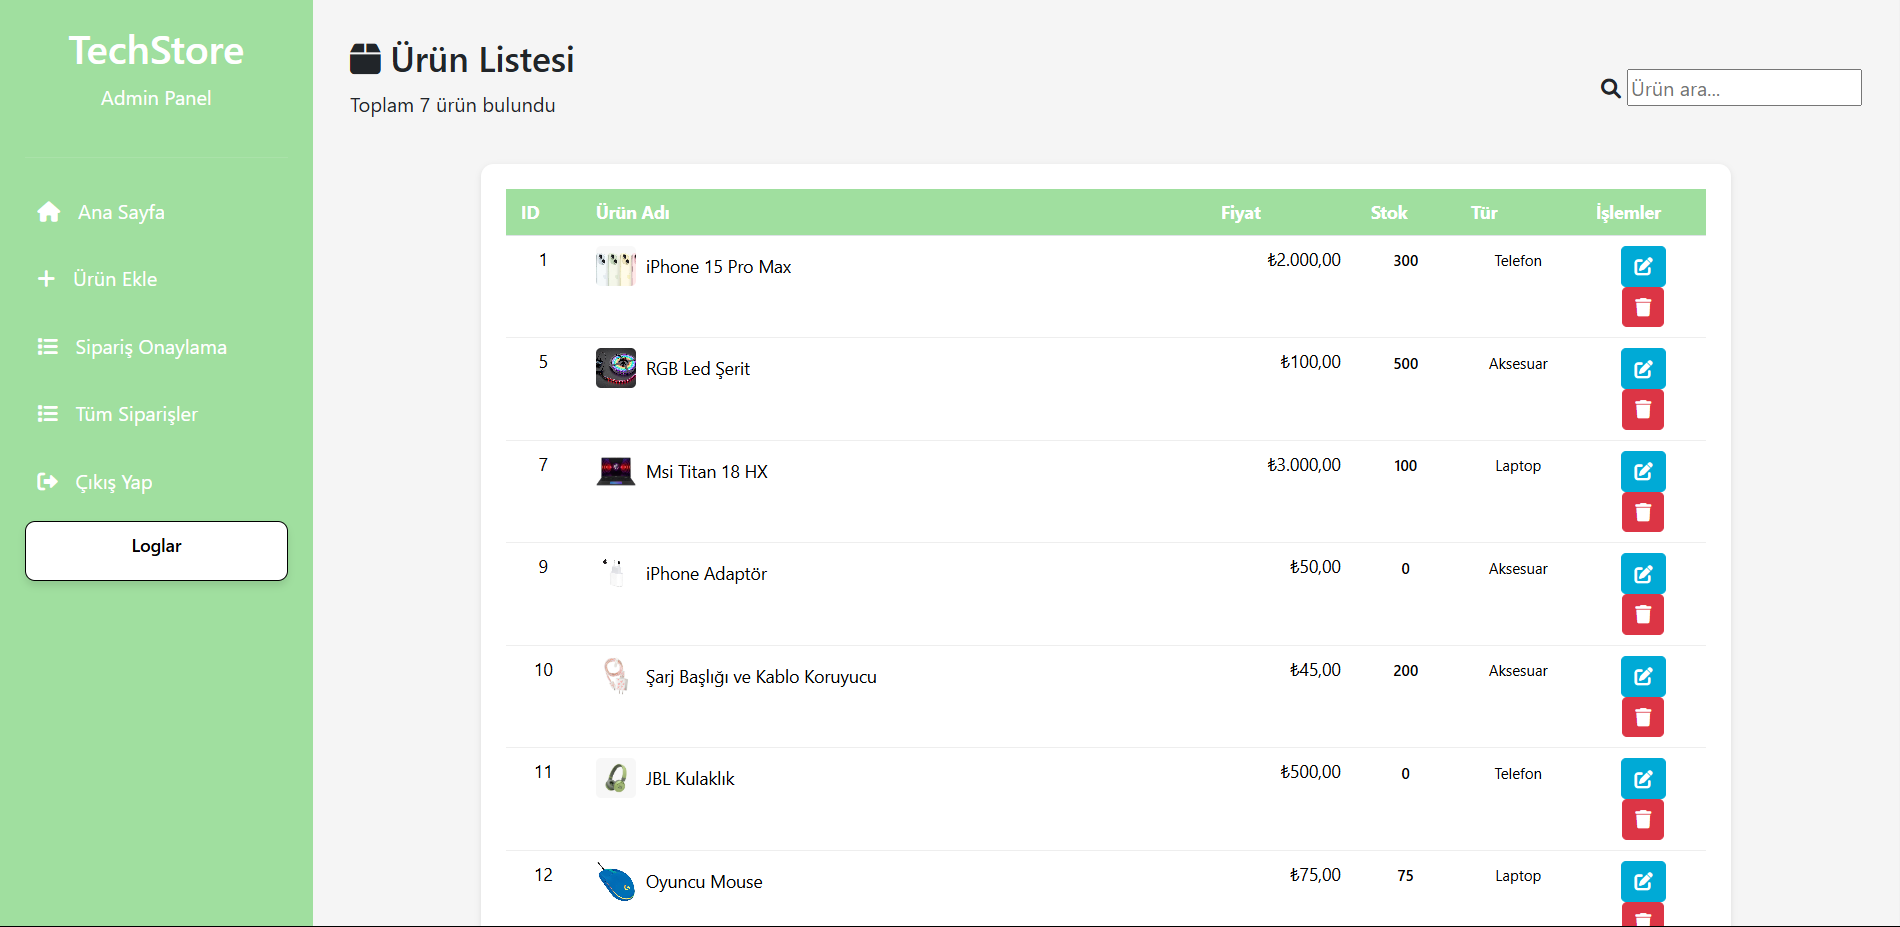 TechStore
Admin Panel
Ana Sayfa
Ürün Ekle
Sipariş Onaylama
Tüm Siparişler
Çıkış Yap
Loglar
Ürün Listesi
Toplam 7 ürün bulundu
Ürün ara...
ID Ürün Adı Fiyat Stok Tür İşlemler
1 iPhone 15 Pro Max ₺2.000,00 300 Telefon
5 RGB Led Şerit ₺100,00 500 Aksesuar
7 Msi Titan 18 HX ₺3.000,00 100 Laptop
9 iPhone Adaptör ₺50,00 0 Aksesuar
10 Şarj Başlığı ve Kablo Koruyucu ₺45,00 200 Aksesuar
11 JBL Kulaklık ₺500,00 0 Telefon
12 Oyuncu Mouse ₺75,00 75 Laptop